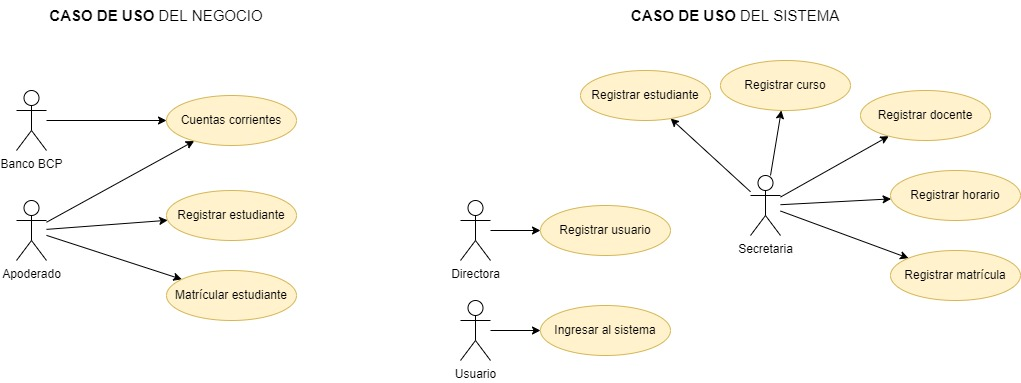 CASO DE USO DEL NEGOCIO
Banco BCP
Cuentas corrientes
Apoderado
Registrar estudiante
Matrícular estudiante
CASO DE USO DEL SISTEMA
Registrar estudiante
Registrar curso
Registrar docente
Registrar horario
Registrar matrícula
Secretaria
Directora
Registrar usuario
Usuario
Ingresar al sistema